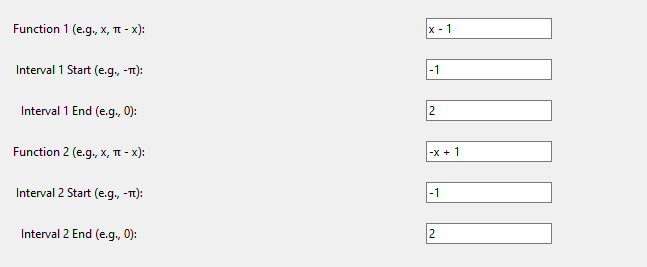 Function 1 (e.g., x, π - x): x - 1
Interval 1 Start (e.g., -π): -1
Interval 1 End (e.g., 0): 2
Function 2 (e.g., x, π - x): -x + 1
Interval 2 Start (e.g., -π): -1
Interval 2 End (e.g., 0): 2